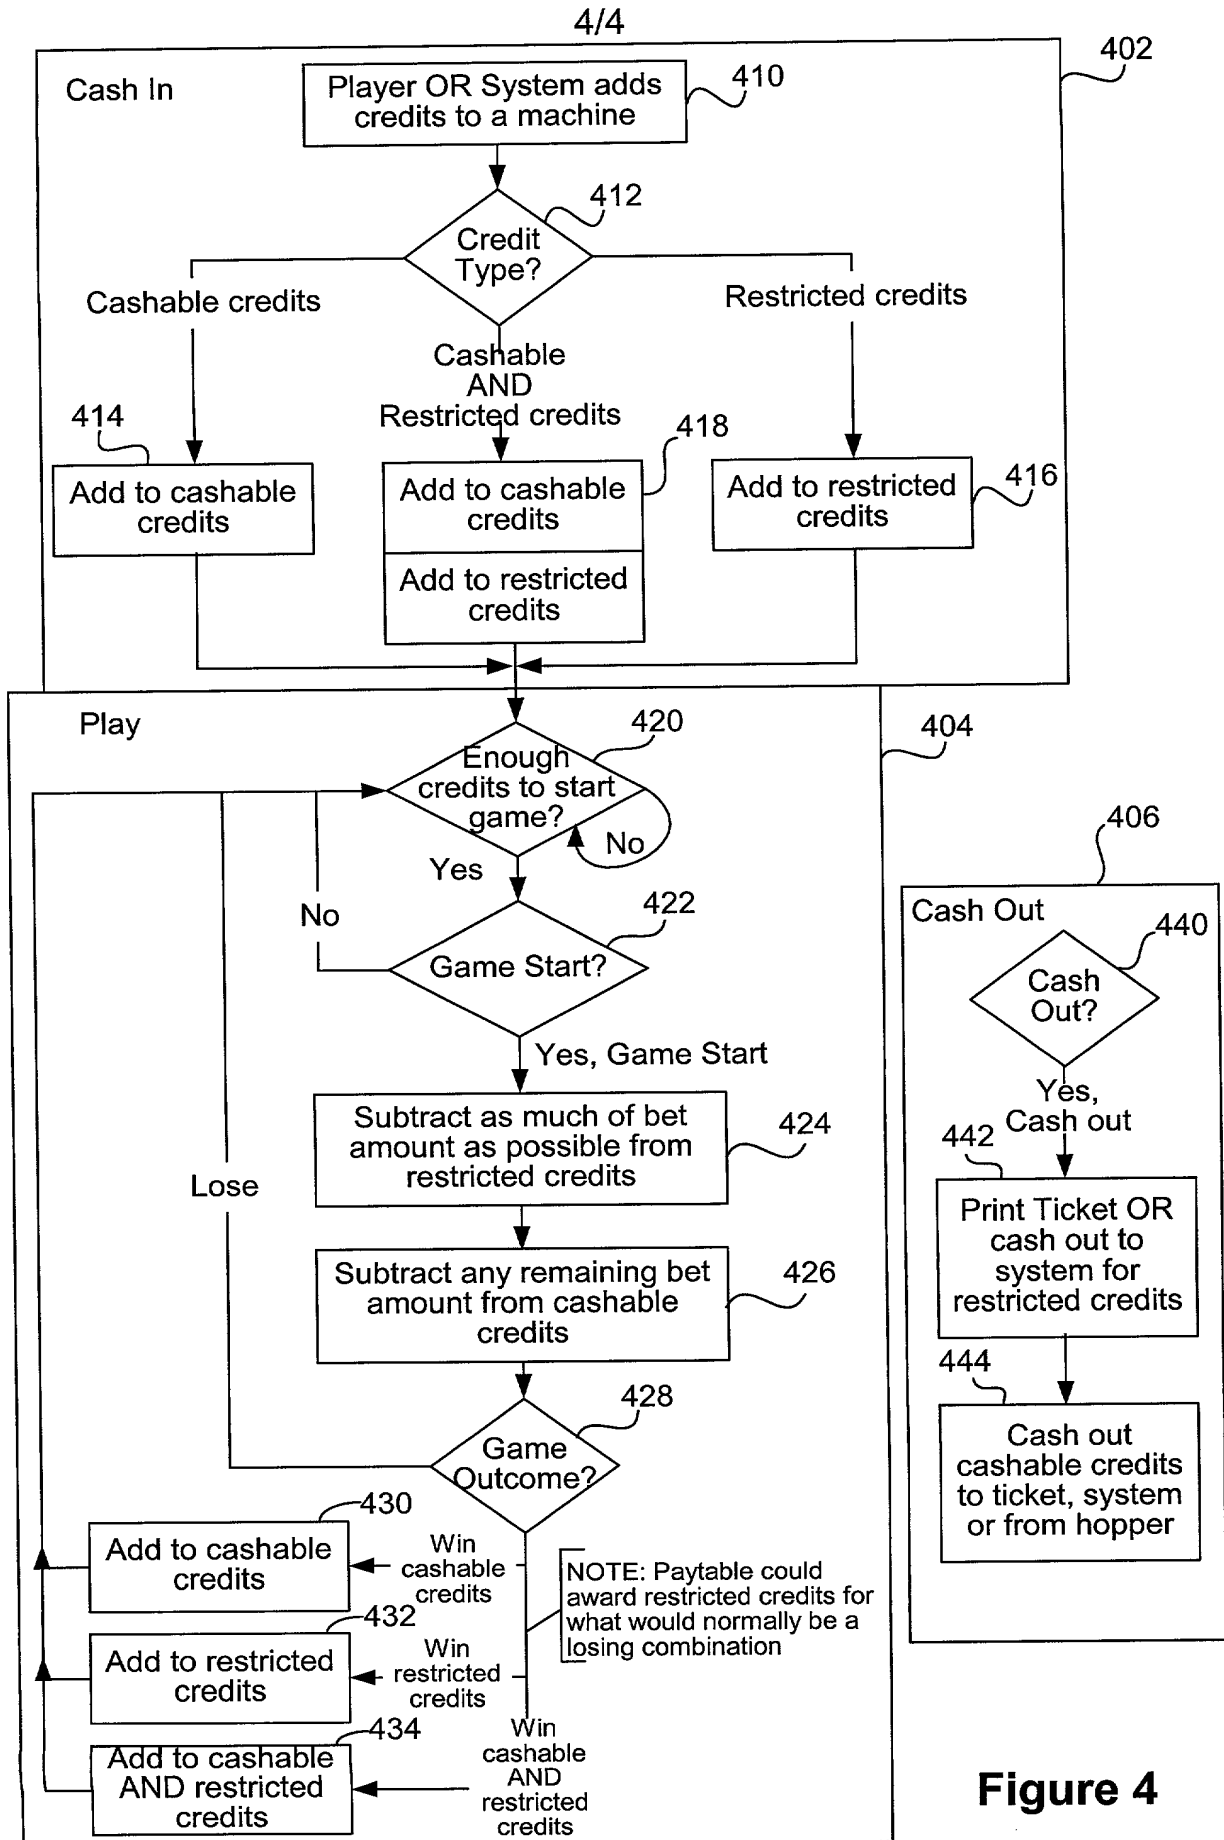 4/4
402
Cash In
Player OR System adds
credits to a machine
410
412
Credit
Type?
Cashable credits
Restricted credits
Cashable
AND
Restricted credits
414
418
Add to cashable
credits
Add to cashable
credits
Add to restricted
credits
Add to restricted
credits
416
Play
420
404
Enough
credits to start
game?
No
Yes
No
422
Game Start?
Yes, Game Start
Subtract as much of bet
amount as possible from
restricted credits
424
Lose
Subtract any remaining bet
amount from cashable
credits
426
428
Game
Outcome?
430
Add to cashable
credits
Win
cashable
credits
NOTE: Paytable could
award restricted credits for
what would normally be a
losing combination
432
Add to restricted
credits
Win
restricted
credits
434
Add to cashable
AND restricted
credits
Win
cashable
AND
restricted
credits
406
Cash Out
440
Cash
Out?
Yes,
Cash out
442
Print Ticket OR
cash out to
system for
restricted credits
444
Cash out
cashable credits
to ticket, system
or from hopper
Figure 4